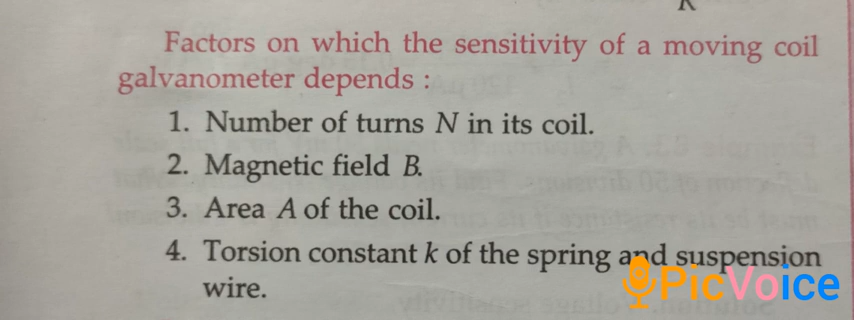 Factors on which the sensitivity of a moving coil
galvanometer depends :
1. Number of turns N in its coil.
2. Magnetic field B.
3. Area A of the coil.
4. Torsion constant k of the spring and suspension
wire.
PicVoice